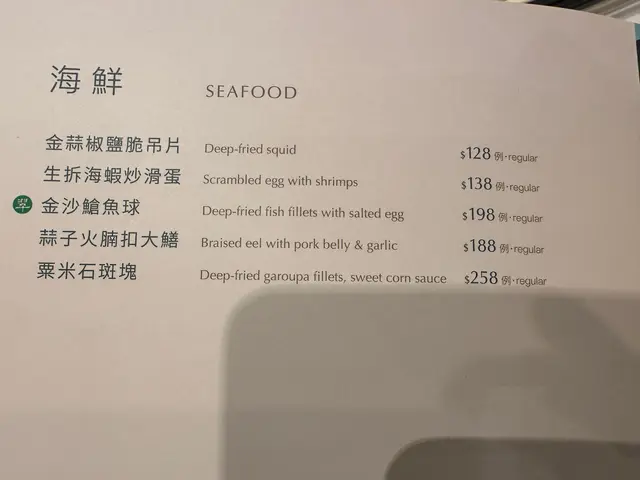 海鮮 SEAFOOD
金蒜椒鹽脆吊片 Deep-fried squid $128 例·regular
生拆海蝦炒滑蛋 Scrambled egg with shrimps $138 例·regular
翠 金沙鯧魚球 Deep-fried fish fillets with salted egg $198 例·regular
蒜子火腩扣大鱔 Braised eel with pork belly & garlic $188 例·regular
粟米石斑塊 Deep-fried garoupa fillets, sweet corn sauce $258 例·regular